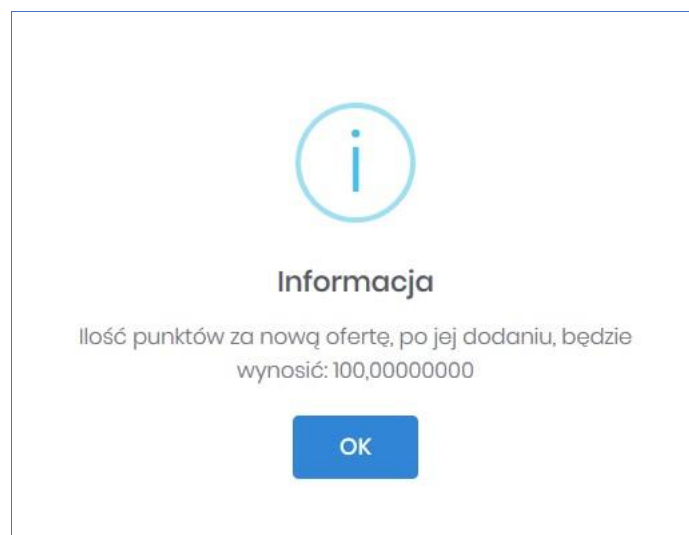 Informacja
Ilość punktów za nową ofertę, po jej dodaniu, będzie
wynosić: 100,00000000
OK